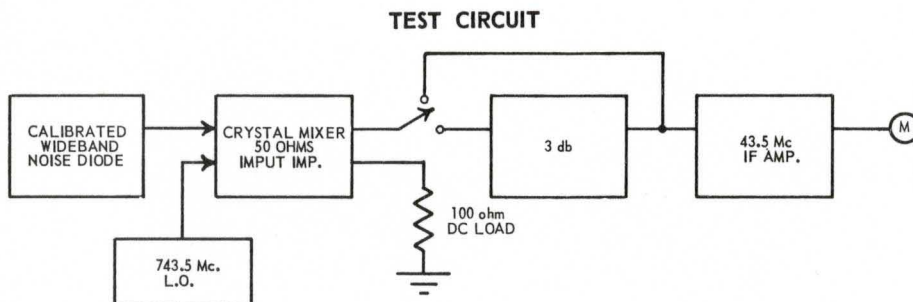 TEST CIRCUIT
CALIBRATED
WIDEBAND
NOISE DIODE
CRYSTAL MIXER
50 OHMS
IMPUT IMP.
3 db
43.5 Mc
IF AMP.
M
100 ohm
DC LOAD
743.5 Mc.
L.O.